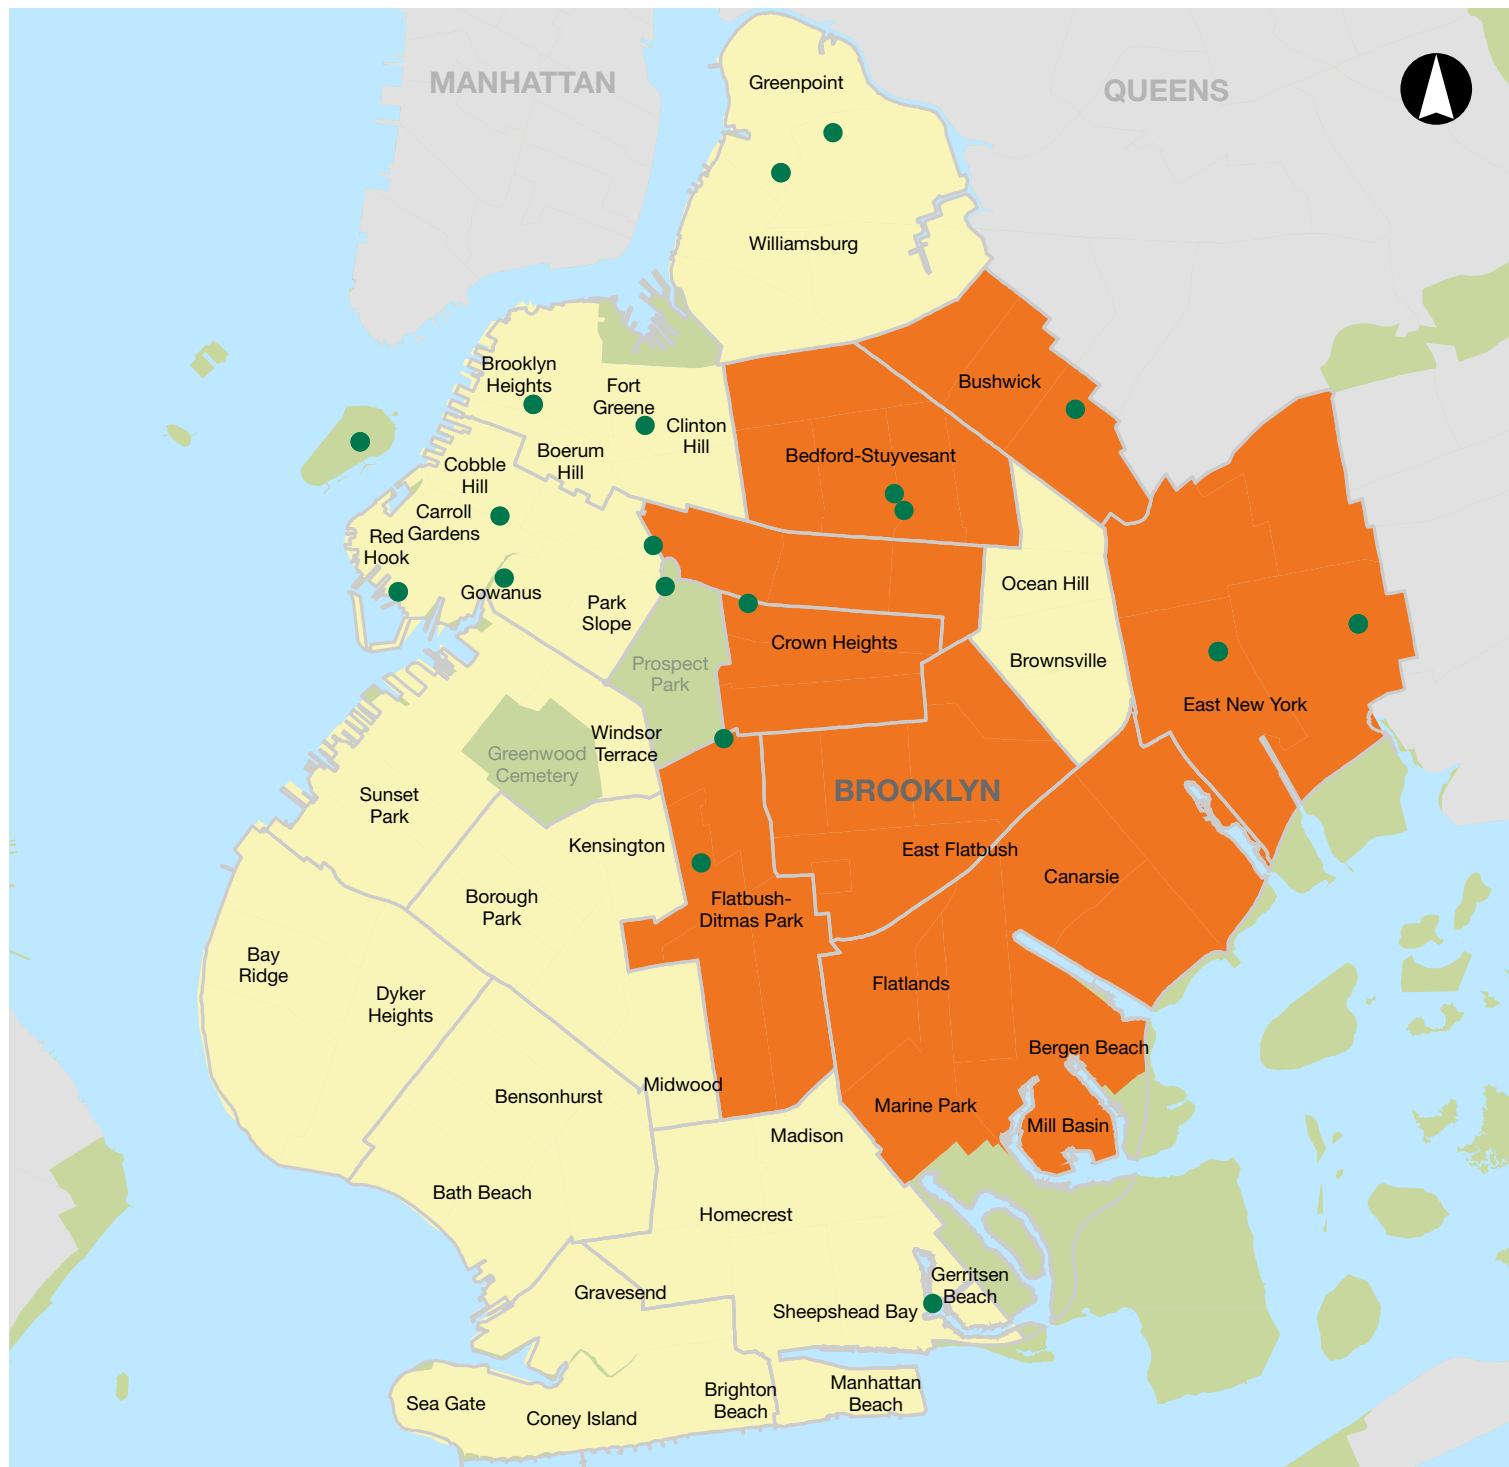 MANHATTAN
QUEENS
Greenpoint
Williamsburg
Brooklyn
Heights
Fort
Greene
Clinton
Hill
Boerum
Hill
Cobble
Hill
Carroll
Gardens
Red
Hook
Gowanus
Park
Slope
Bushwick
Bedford-Stuyvesant
Ocean Hill
Brownsville
Crown Heights
Prospect
Park
East New York
Windsor
Terrace
Greenwood
Cemetery
Sunset
Park
BROOKLYN
Kensington
East Flatbush
Canarsie
Borough
Park
Flatbush-
Ditmas Park
Bay
Ridge
Dyker
Heights
Flatlands
Bergen Beach
Midwood
Bensonhurst
Marine Park
Mill Basin
Madison
Bath Beach
Homecrest
Gravesend
Gerritsen
Beach
Sheepshead Bay
Sea Gate
Coney Island
Brighton
Beach
Manhattan
Beach